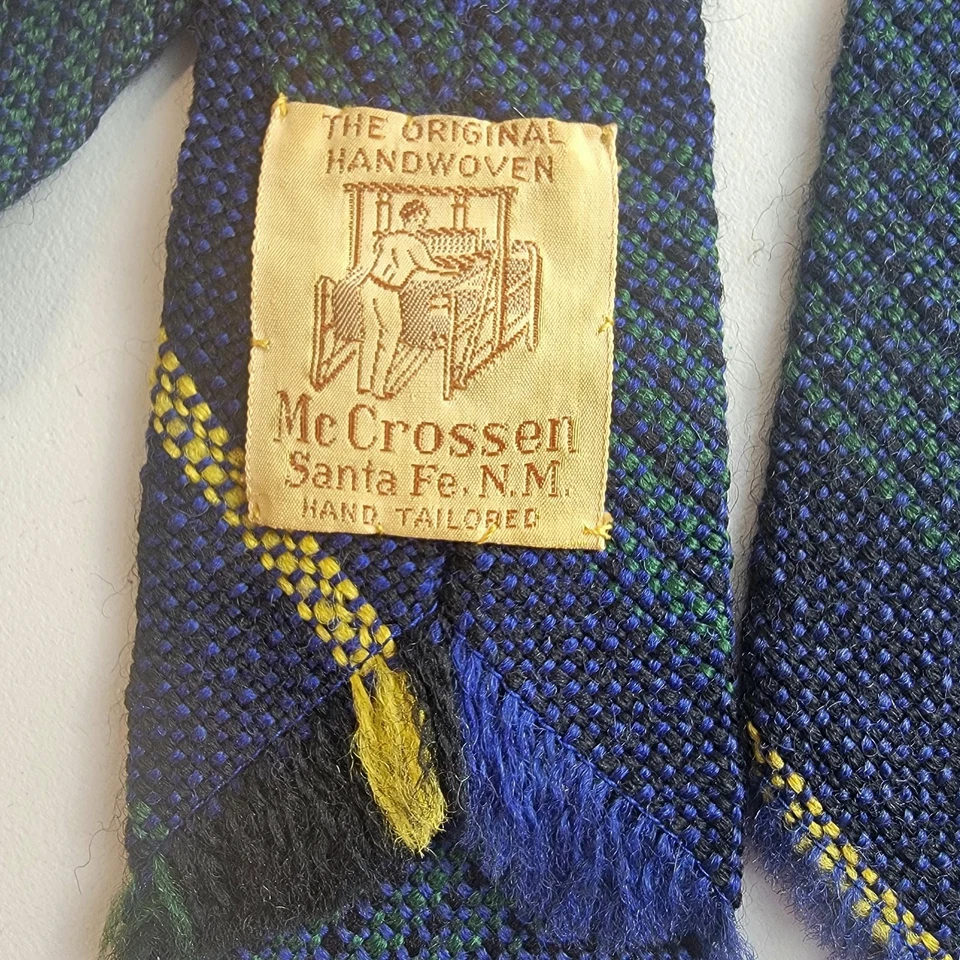 THE ORIGINAL
HANDWOVEN
McCrossen
Santa Fe. N.M.
HAND TAILORED